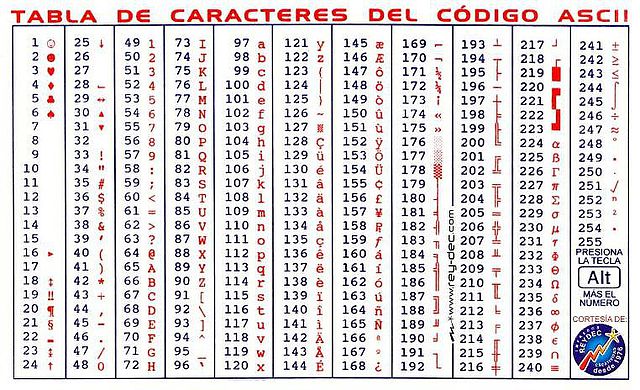 TABLA DE CARACTERES DEL CÓDIGO ASCII
1 ☺ 25 ↓ 49 1 73 I 97 a 121 y 145 æ 169 ⌐ 193 ┴ 217 ┘ 241 ±
2 ☻ 26 50 2 74 J 98 b 122 z 146 Æ 170 ¬ 194 ┬ 218 ┌ 242 ≥
3 ♥ 27 51 3 75 K 99 c 123 { 147 ô 171 ½ 195 ├ 219 █ 243 ≤
4 ♦ 28 ∟ 52 4 76 L 100 d 124 | 148 ö 172 ¼ 196 ─ 220 ▄ 244 ⌠
5 ♣ 29 ↔ 53 5 77 M 101 e 125 } 149 ò 173 ¡ 197 ┼ 221 ▌ 245 ⌡
6 ♠ 30 ▲ 54 6 78 N 102 f 126 ~ 150 û 174 « 198 ╞ 222 ▐ 246 ÷
7 31 ▼ 55 7 79 O 103 g 127 ▒ 151 ù 175 » 199 ╟ 223 ▀ 247 ≈
8 32 56 8 80 P 104 h 128 Ç 152 ÿ 176 ░ 200 ╚ 224 α 248 °
9 33 ! 57 9 81 Q 105 i 129 ü 153 Ö 177 ▒ 201 ╔ 225 ß 249 •
10 34 " 58 : 82 R 106 j 130 é 154 Ü 178 ▓ 202 ╩ 226 Γ 250 ·
11 35 # 59 ; 83 S 107 k 131 â 155 ¢ 179 │ 203 ╦ 227 π 251 √
12 36 $ 60 < 84 T 108 l 132 ä 156 £ 180 ┤ 204 ╠ 228 Σ 252 ⁿ
13 37 % 61 = 85 U 109 m 133 à 157 ¥ 181 ╡ 205 ═ 229 σ 253 ²
14 38 & 62 > 86 V 110 n 134 å 158 ₧ 182 ╢ 206 ╬ 230 µ 254 ▪
15 39 ' 63 ? 87 W 111 o 135 ç 159 ƒ 183 ╖ 207 ╧ 231 τ 255
16 ► 40 ( 64 @ 88 X 112 p 136 ê 160 á 184 ╕ 208 ╨ 232 Φ
17 41 ) 65 A 89 Y 113 q 137 ë 161 í 185 ╣ 209 ╤ 233 Θ
18 ↕ 42 * 66 B 90 Z 114 r 138 è 162 ó 186 ║ 210 ╥ 234 Ω
19 ‼ 43 + 67 C 91 [ 115 s 139 ï 163 ú 187 ╗ 211 ╙ 235 δ
20 ¶ 44 , 68 D 92 \ 116 t 140 î 164 ñ 188 ╝ 212 ╘ 236 ∞
21 § 45 - 69 E 93 ] 117 u 141 ì 165 Ñ 189 ╜ 213 ╒ 237 ø
22 ▬ 46 . 70 F 94 ^ 118 v 142 Ä 166 ª 190 ╛ 214 ╓ 238 ε
23 ↨ 47 / 71 G 95 _ 119 w 143 Å 167 º 191 ┐ 215 ╫ 239 ∩
24 ↑ 48 0 72 H 96 ` 120 x 144 É 168 ¿ 192 └ 216 ╪ 240 ≡
PRESIONA
LA TECLA
Alt
MÁS EL
NÚMERO
CORTESÍA DE:
REYDEC
desde 1976
www.rey-dec.com